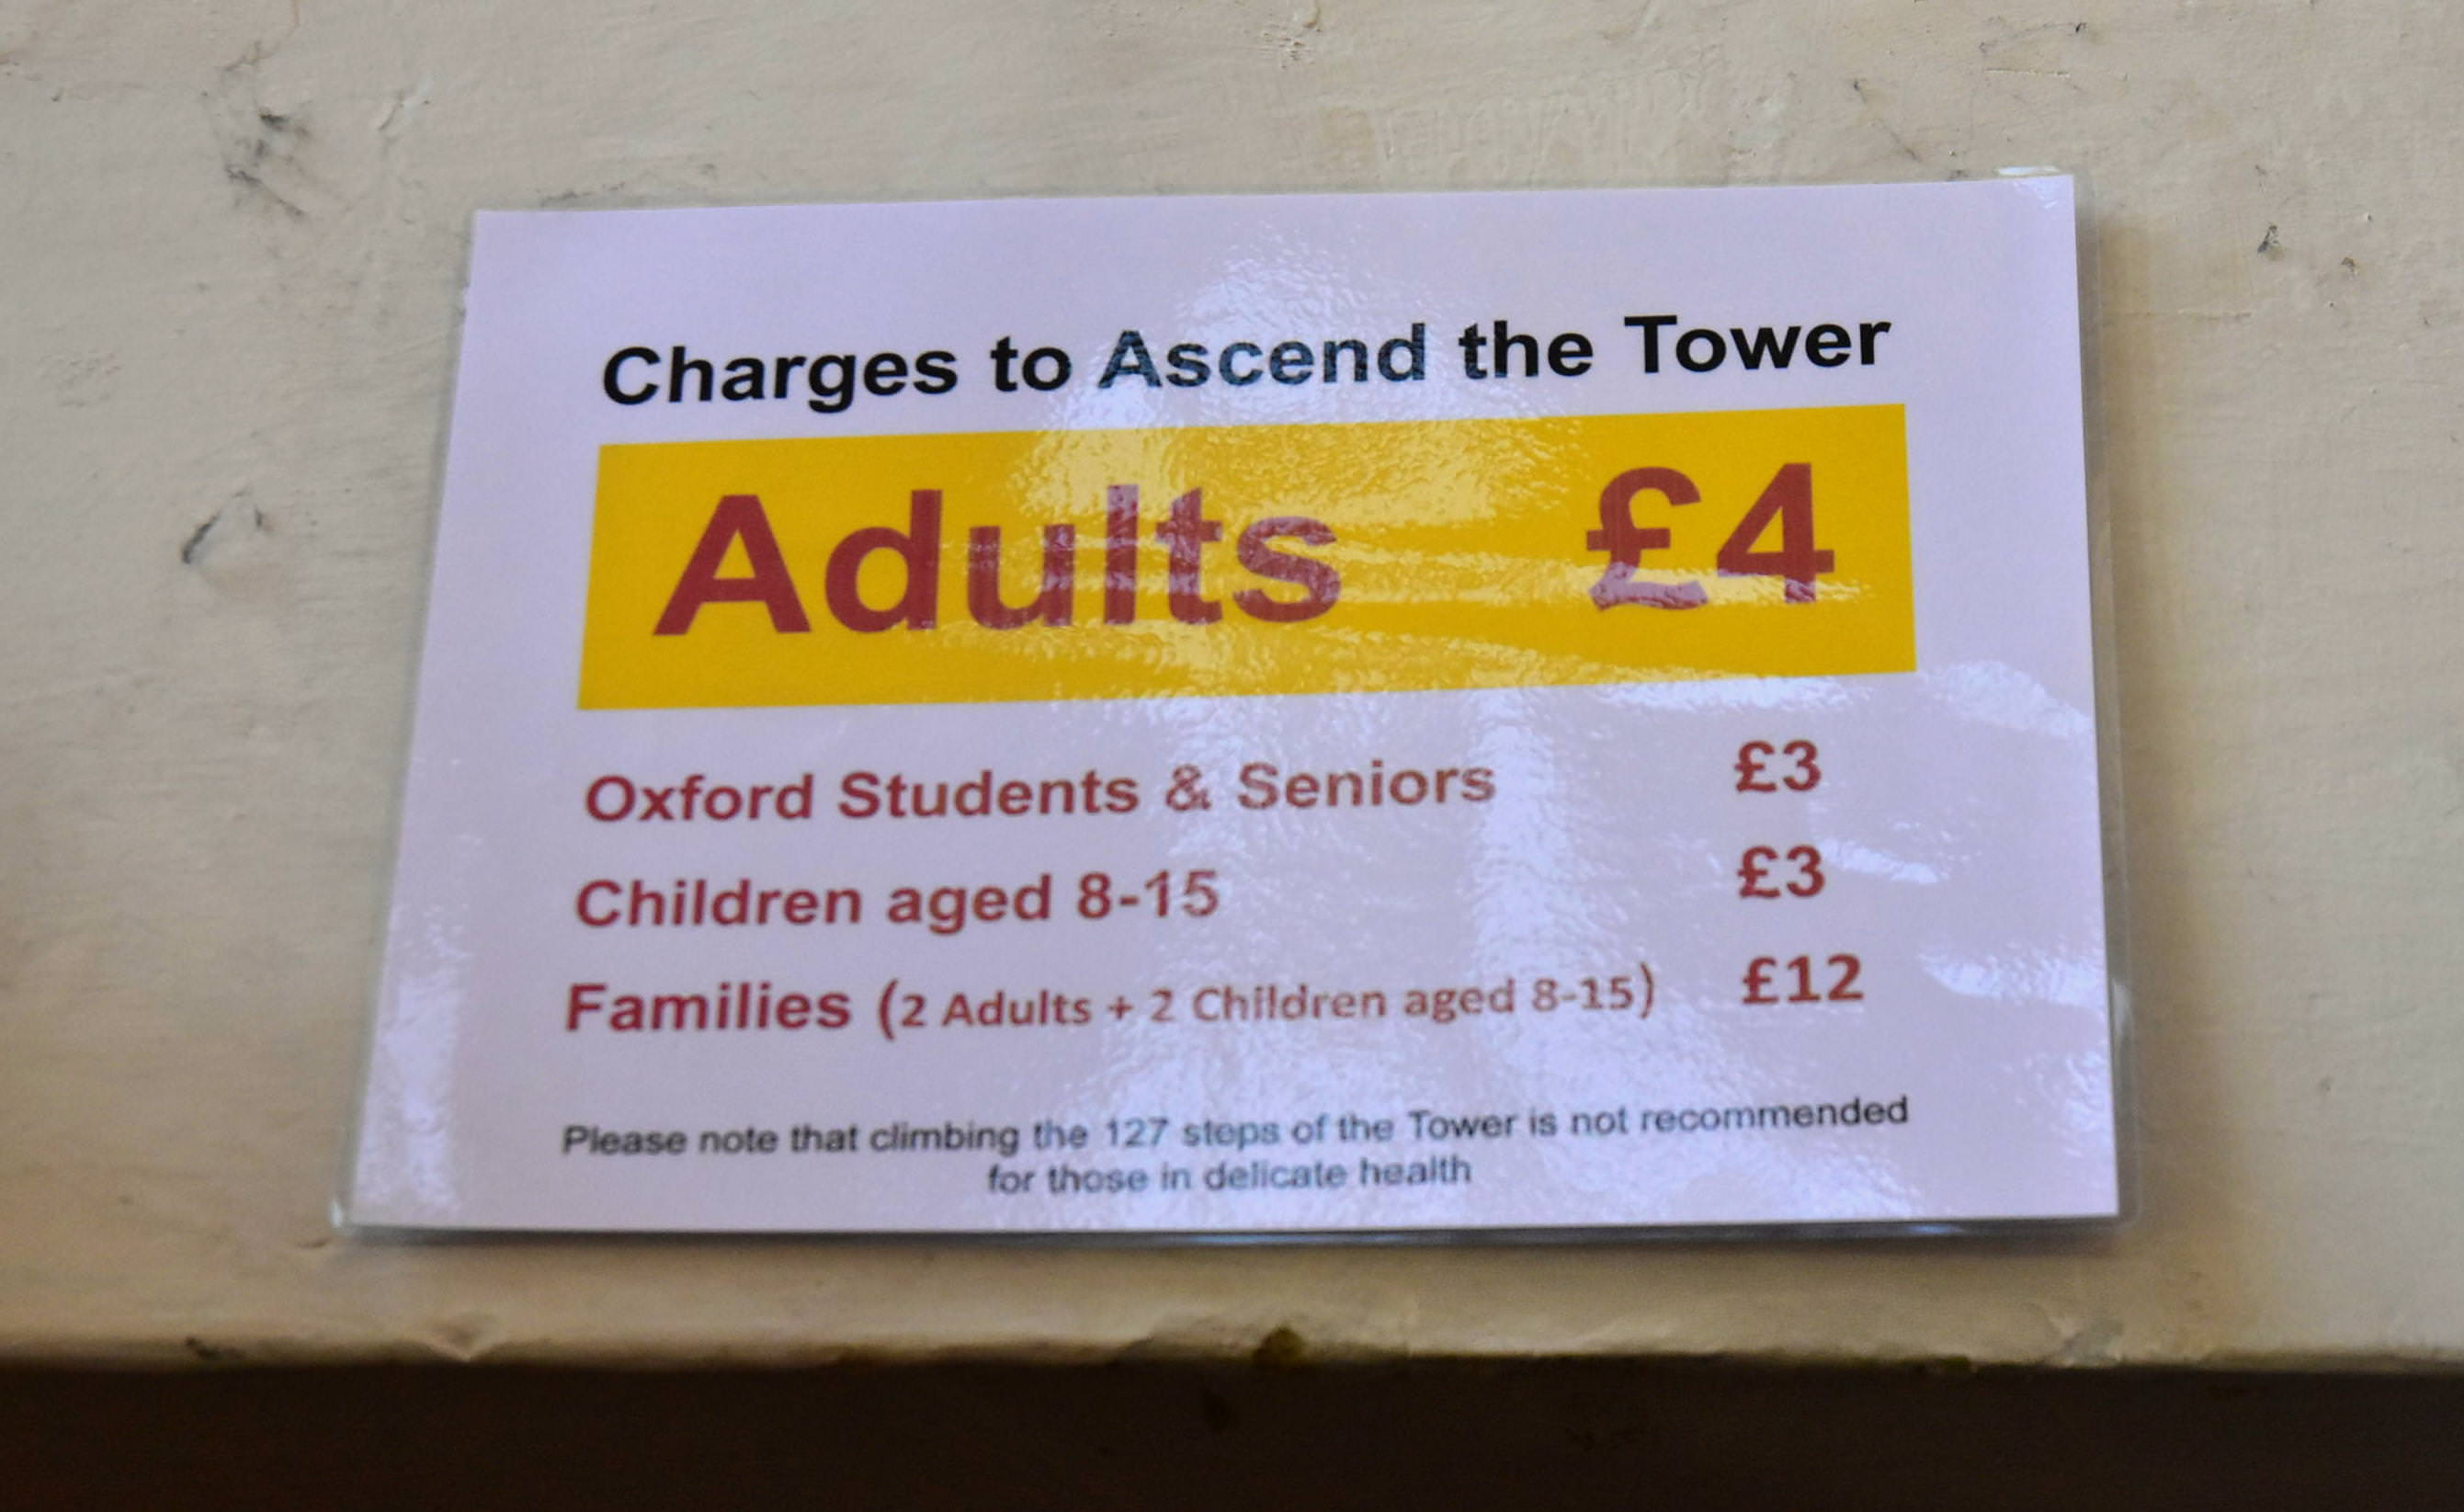 Charges to Ascend the Tower
Adults £4
Oxford Students & Seniors £3
Children aged 8-15 £3
Families (2 Adults + 2 Children aged 8-15) £12
Please note that climbing the 127 steps of the Tower is not recommended
for those in delicate health